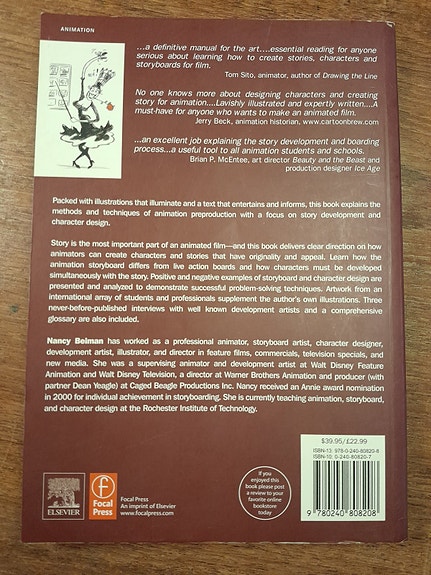 ANIMATION
...a definitive manual for the art....essential reading for anyone
serious about learning how to create stories, characters and
storyboards for film.
Tom Sito, animator, author of Drawing the Line
No one knows more about designing characters and creating
story for animation....Lavishly illustrated and expertly written....A
must-have for anyone who wants to make an animated film.
Jerry Beck, animation historian, www.cartoonbrew.com
...an excellent job explaining the story development and boarding
process...a useful tool to all animation students and schools.
Brian P. McEntee, art director Beauty and the Beast and
production designer Ice Age
Packed with illustrations that illuminate and a text that entertains and informs, this book explains the
methods and techniques of animation preproduction with a focus on story development and
character design.
Story is the most important part of an animated film—and this book delivers clear direction on how
animators can create characters and stories that have originality and appeal. Learn how the
animation storyboard differs from live action boards and how characters must be developed
simultaneously with the story. Positive and negative examples of storyboard and character design are
presented and analyzed to demonstrate successful problem-solving techniques. Artwork from an
international array of students and professionals supplement the author's own illustrations. Three
never-before-published interviews with well known development artists and a comprehensive
glossary are also included.
Nancy Beiman has worked as a professional animator, storyboard artist, character designer,
development artist, illustrator, and director in feature films, commercials, television specials, and
new media. She was a supervising animator and development artist at Walt Disney Feature
Animation and Walt Disney Television, a director at Warner Brothers Animation and producer (with
partner Dean Yeagle) at Caged Beagle Productions Inc. Nancy received an Annie award nomination
in 2000 for individual achievement in storyboarding. She is currently teaching animation, storyboard,
and character design at the Rochester Institute of Technology.
ELSEVIER
Focal
Press
Focal Press
An imprint of Elsevier
www.focalpress.com
If you
enjoyed this
book please post
a review to your
favorite online
bookstore
today
$39.95/£22.99
ISBN-13: 978-0-240-80820-8
ISBN-10: 0-240-80820-7
9 780240 808208